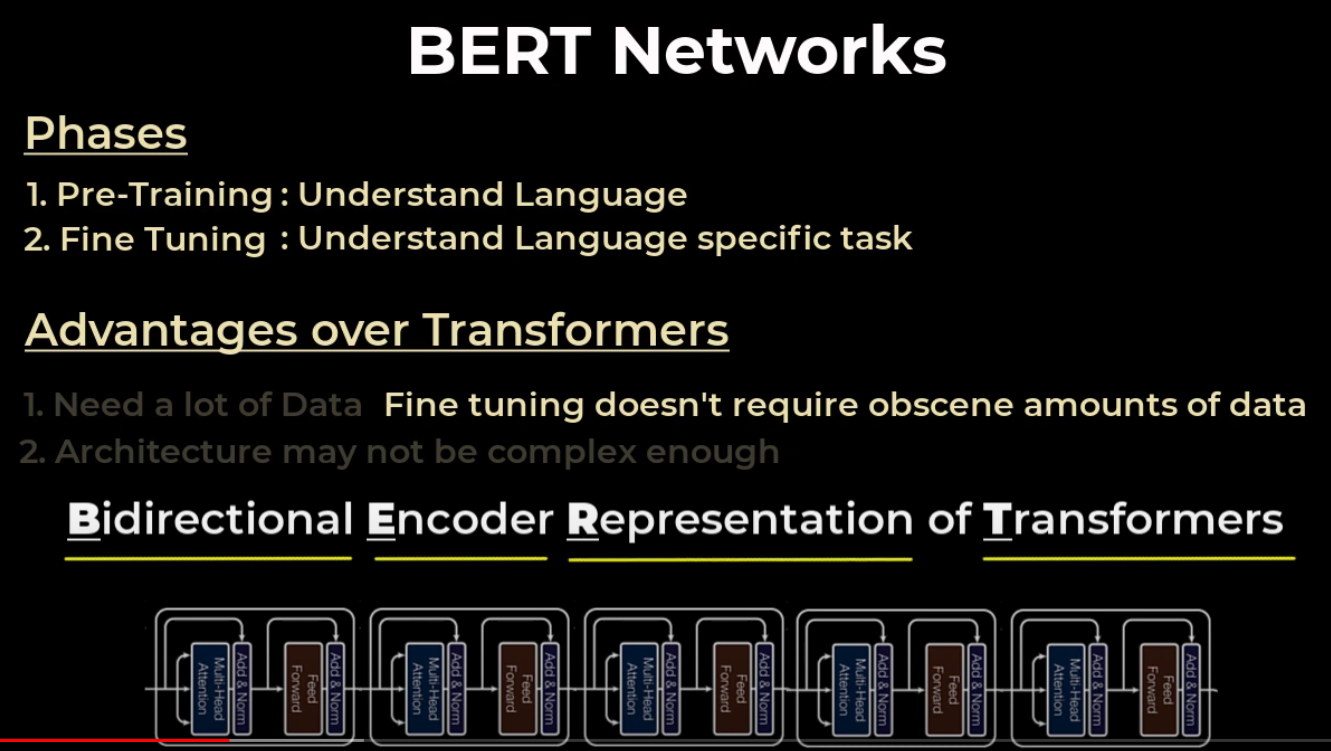 BERT Networks
Phases
1. Pre-Training : Understand Language
2. Fine Tuning : Understand Language specific task
Advantages over Transformers
1. Need a lot of Data Fine tuning doesn't require obscene amounts of data
2. Architecture may not be complex enough
Bidirectional Encoder Representation of Transformers
Multi-Head
Attention
Add & Norm
Feed
Forward
Add & Norm
Multi-Head
Attention
Add & Norm
Feed
Forward
Add & Norm
Multi-Head
Attention
Add & Norm
Feed
Forward
Add & Norm
Multi-Head
Attention
Add & Norm
Feed
Forward
Add & Norm
Multi-Head
Attention
Add & Norm
Feed
Forward
Add & Norm